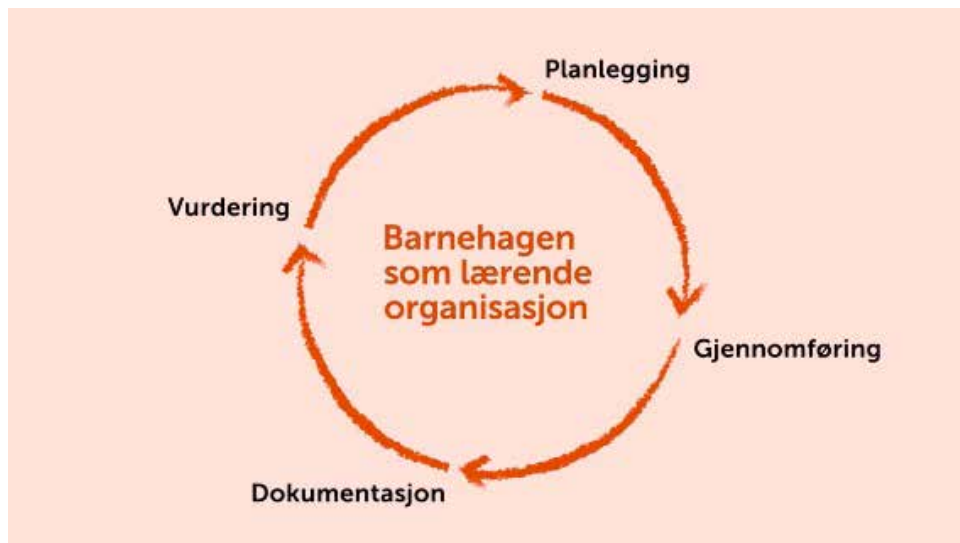 Planlegging
Vurdering
Barnehagen
som lærende
organisasjon
Gjennomføring
Dokumentasjon